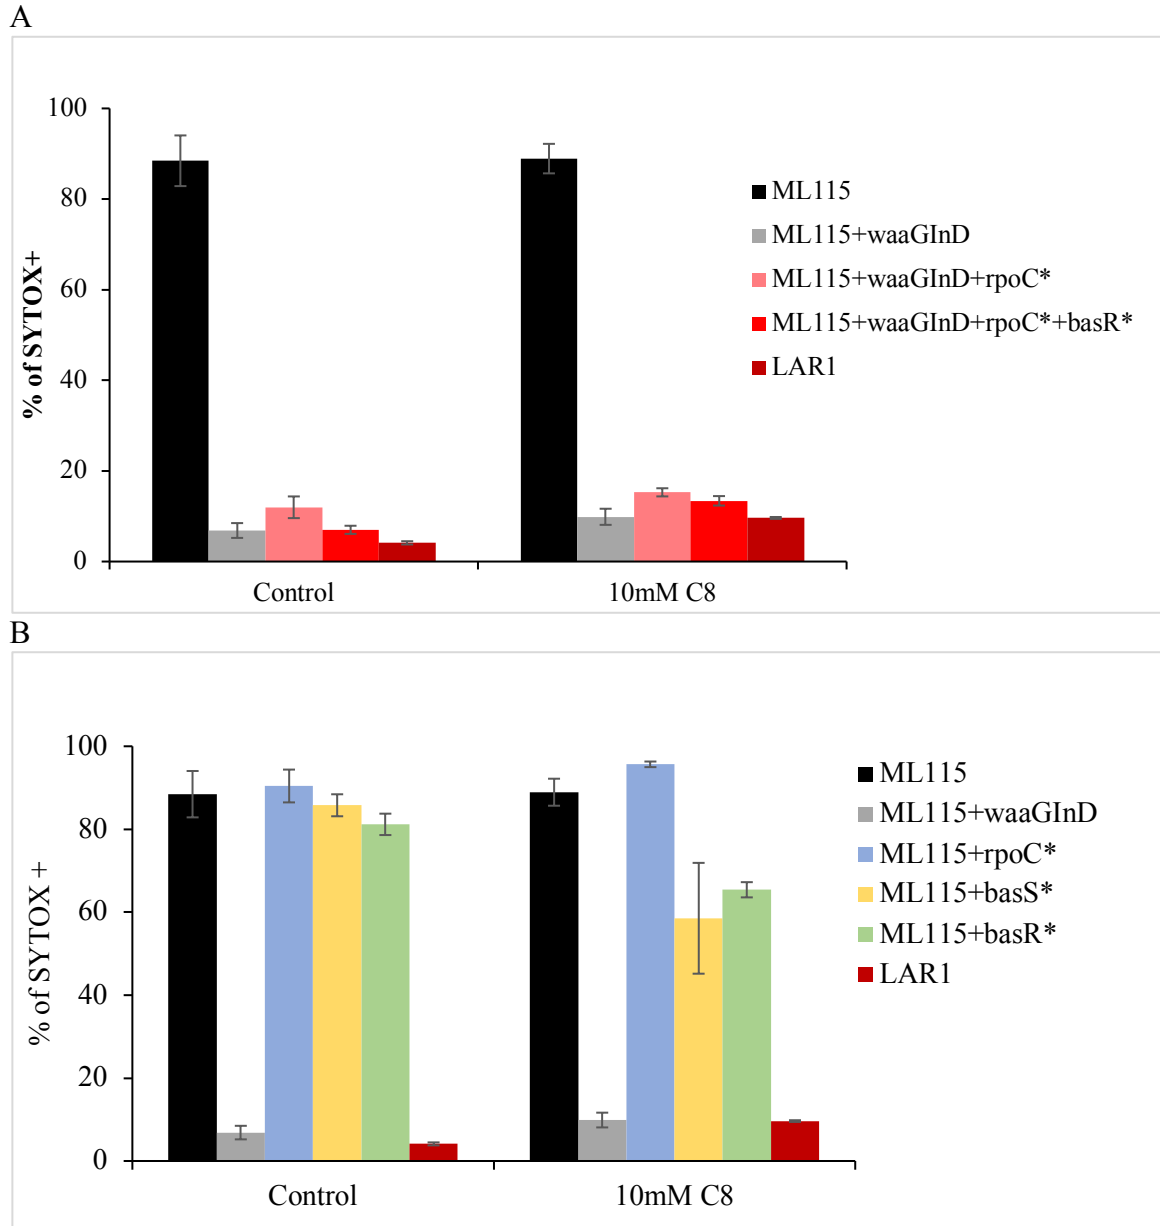 A
% of SYTOX+
100
80
60
40
20
0
Control
10mM C8
ML115
ML115+waaGInD
ML115+waaGInD+rpoC*
ML115+waaGInD+rpoC*+basR*
LAR1
B
% of SYTOX +
100
80
60
40
20
0
Control
10mM C8
ML115
ML115+waaGInD
ML115+rpoC*
ML115+basS*
ML115+basR*
LAR1